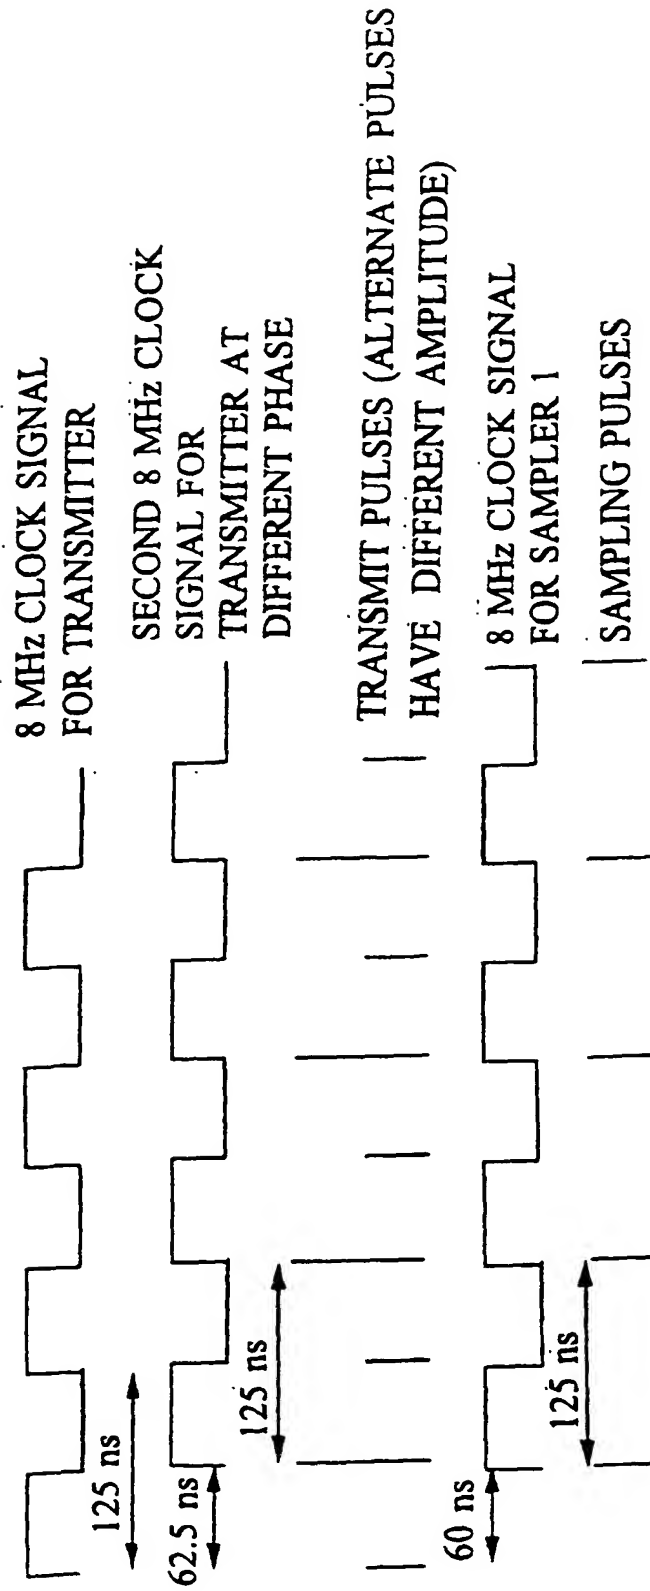 8 MHz CLOCK SIGNAL
FOR TRANSMITTER
125 ns
SECOND 8 MHz CLOCK
SIGNAL FOR
TRANSMITTER AT
DIFFERENT PHASE
62.5 ns
125 ns
TRANSMIT PULSES (ALTERNATE PULSES
HAVE DIFFERENT AMPLITUDE)
8 MHz CLOCK SIGNAL
FOR SAMPLER 1
60 ns
125 ns
SAMPLING PULSES